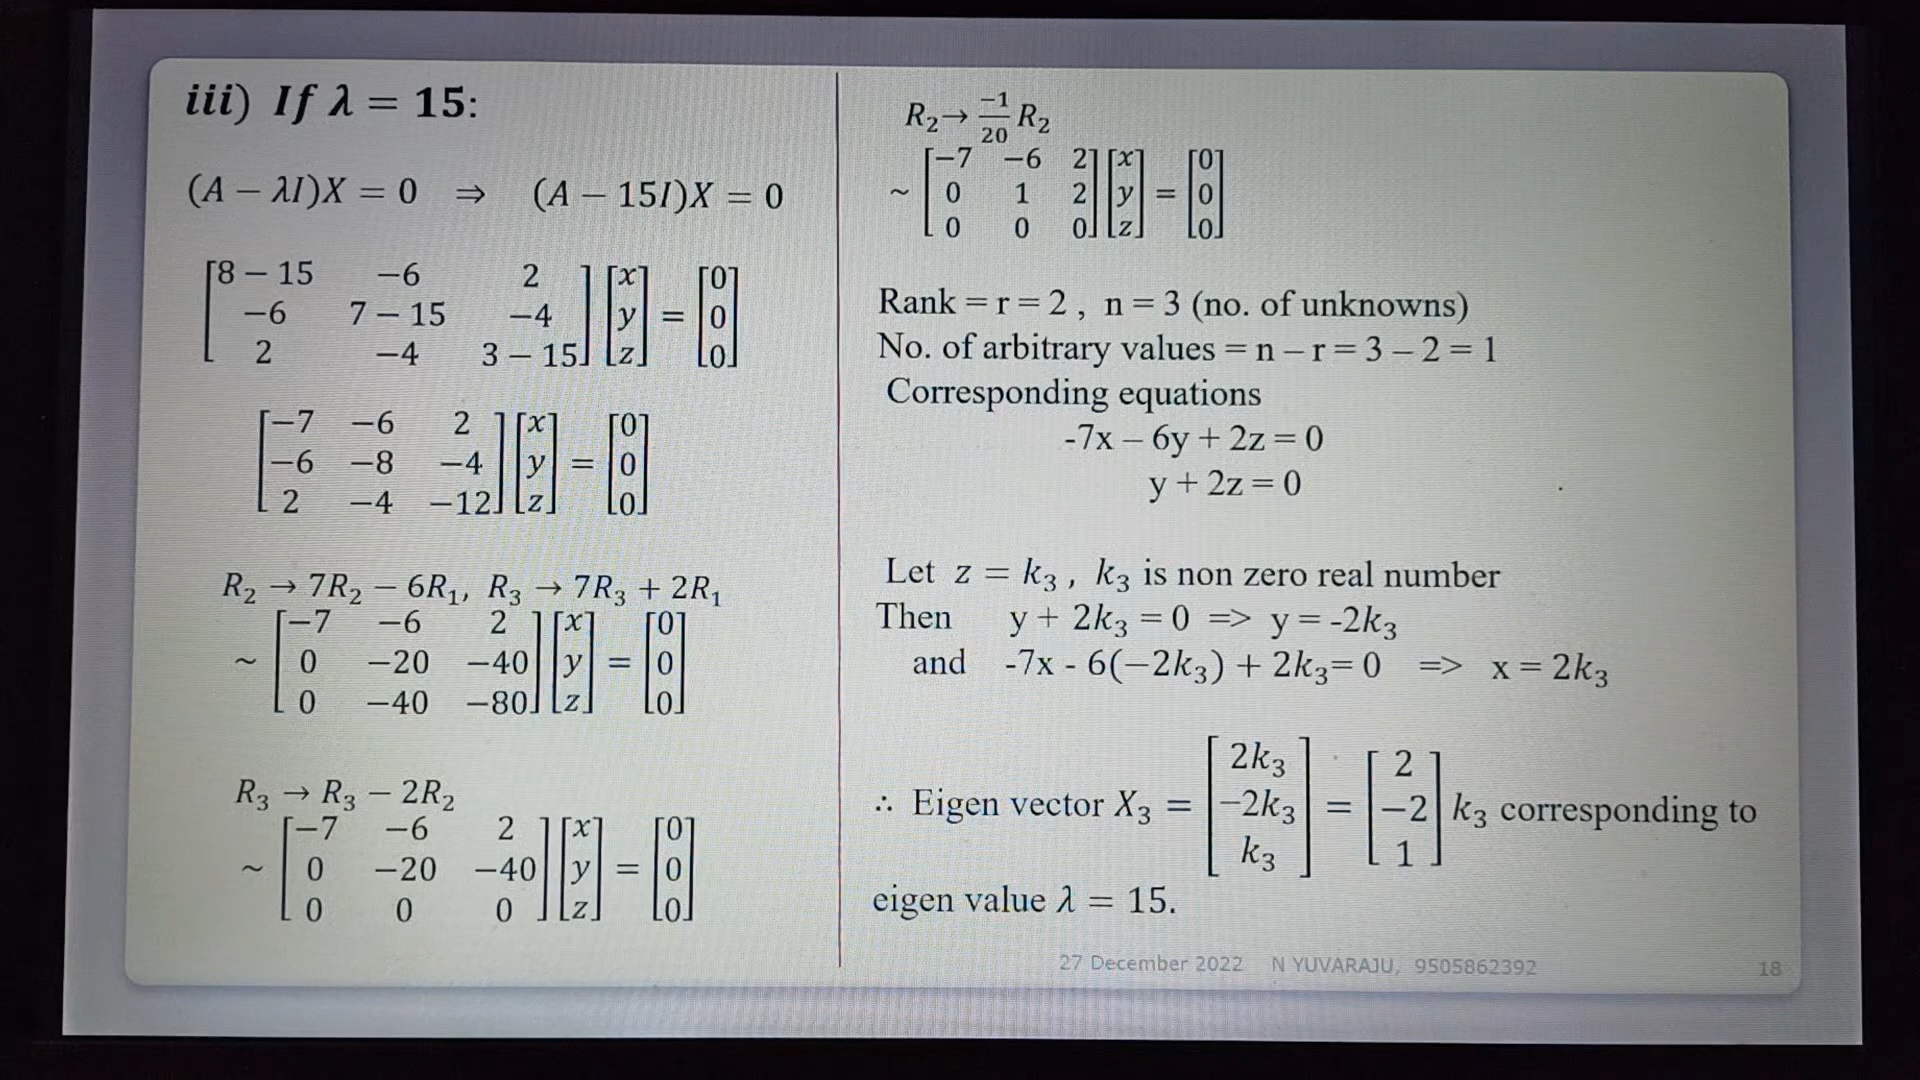 iii) If λ = 15:
(A − λI)X = 0 ⇒ (A − 15I)X = 0
[8 − 15 −6 2] [x] = [0]
[−6 7 − 15 −4] [y] [0]
[2 −4 3 − 15] [z] [0]
[−7 −6 2] [x] = [0]
[−6 −8 −4] [y] [0]
[2 −4 −12] [z] [0]
R₂ → 7R₂ − 6R₁, R₃ → 7R₃ + 2R₁
~ [−7 −6 2] [x] = [0]
[0 −20 −40] [y] [0]
[0 −40 −80] [z] [0]
R₃ → R₃ − 2R₂
~ [−7 −6 2] [x] = [0]
[0 −20 −40] [y] [0]
[0 0 0] [z] [0]
R₂→ −1/20 R₂
~ [−7 −6 2] [x] = [0]
[0 1 2] [y] [0]
[0 0 0] [z] [0]
Rank = r = 2 , n = 3 (no. of unknowns)
No. of arbitrary values = n – r = 3 – 2 = 1
Corresponding equations
-7x – 6y + 2z = 0
y + 2z = 0
Let z = k₃ , k₃ is non zero real number
Then y + 2k₃ = 0 => y = -2k₃
and -7x - 6(−2k₃) + 2k₃= 0 => x = 2k₃
∴ Eigen vector X₃ = [2k₃] = [2] k₃ corresponding to
[−2k₃] [−2]
[k₃] [1]
eigen value λ = 15.
27 December 2022 N YUVARAJU, 9505862392 18